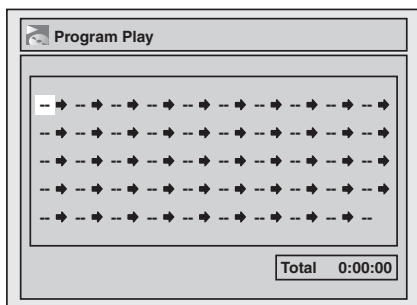 Program Play
-- ➔ -- ➔ -- ➔ -- ➔ -- ➔ -- ➔ -- ➔ -- ➔ -- ➔ -- ➔
-- ➔ -- ➔ -- ➔ -- ➔ -- ➔ -- ➔ -- ➔ -- ➔ -- ➔ -- ➔
-- ➔ -- ➔ -- ➔ -- ➔ -- ➔ -- ➔ -- ➔ -- ➔ -- ➔ -- ➔
-- ➔ -- ➔ -- ➔ -- ➔ -- ➔ -- ➔ -- ➔ -- ➔ -- ➔ -- ➔
-- ➔ -- ➔ -- ➔ -- ➔ -- ➔ -- ➔ -- ➔ -- ➔ -- ➔ --
Total 0:00:00